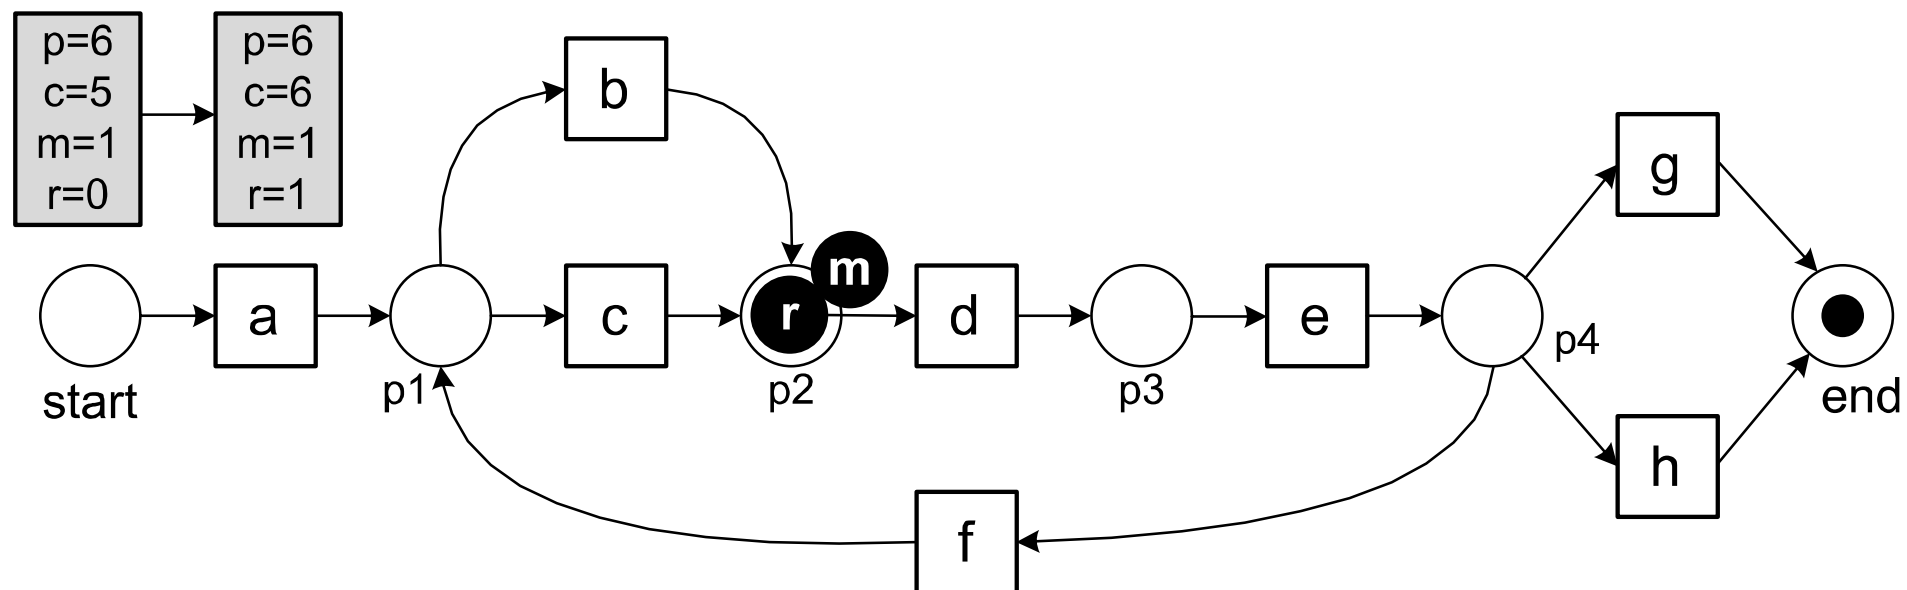 p=6
c=5
m=1
r=0
p=6
c=6
m=1
r=1
b
g
m
a
c
r
d
e
p4
start
p1
p2
p3
end
h
f